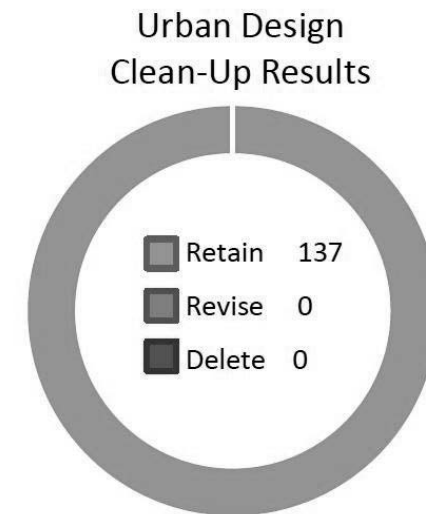 Urban Design
Clean-Up Results
Retain 137
Revise 0
Delete 0